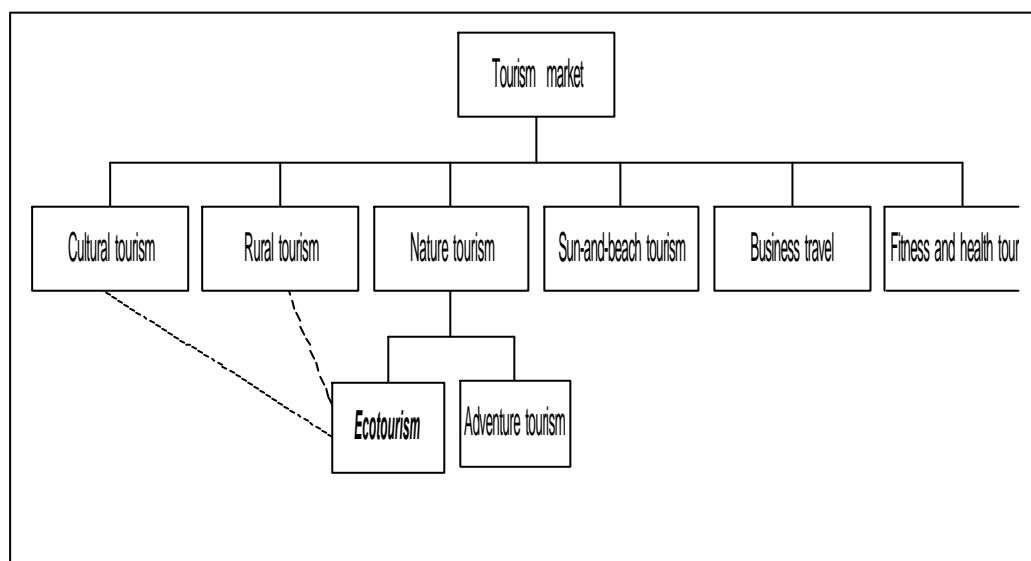 Tourism market
Cultural tourism
Rural tourism
Nature tourism
Sun-and-beach tourism
Business travel
Fitness and health tour
Ecotourism
Adventure tourism